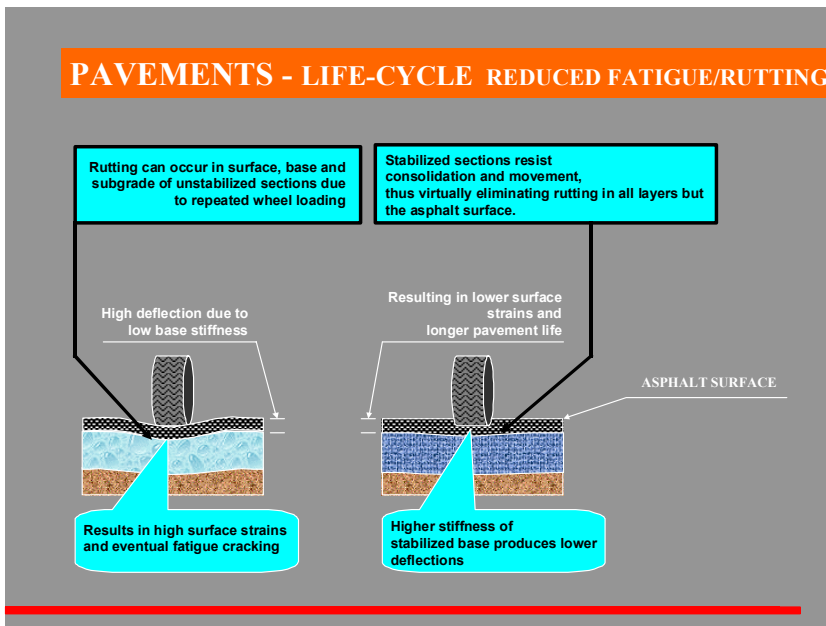 PAVEMENTS - LIFE-CYCLE REDUCED FATIGUE/RUTTING
Rutting can occur in surface, base and
subgrade of unstabilized sections due
to repeated wheel loading
Stabilized sections resist
consolidation and movement,
thus virtually eliminating rutting in all layers but
the asphalt surface.
High deflection due to
low base stiffness
Resulting in lower surface
strains and
longer pavement life
ASPHALT SURFACE
Results in high surface strains
and eventual fatigue cracking
Higher stiffness of
stabilized base produces lower
deflections